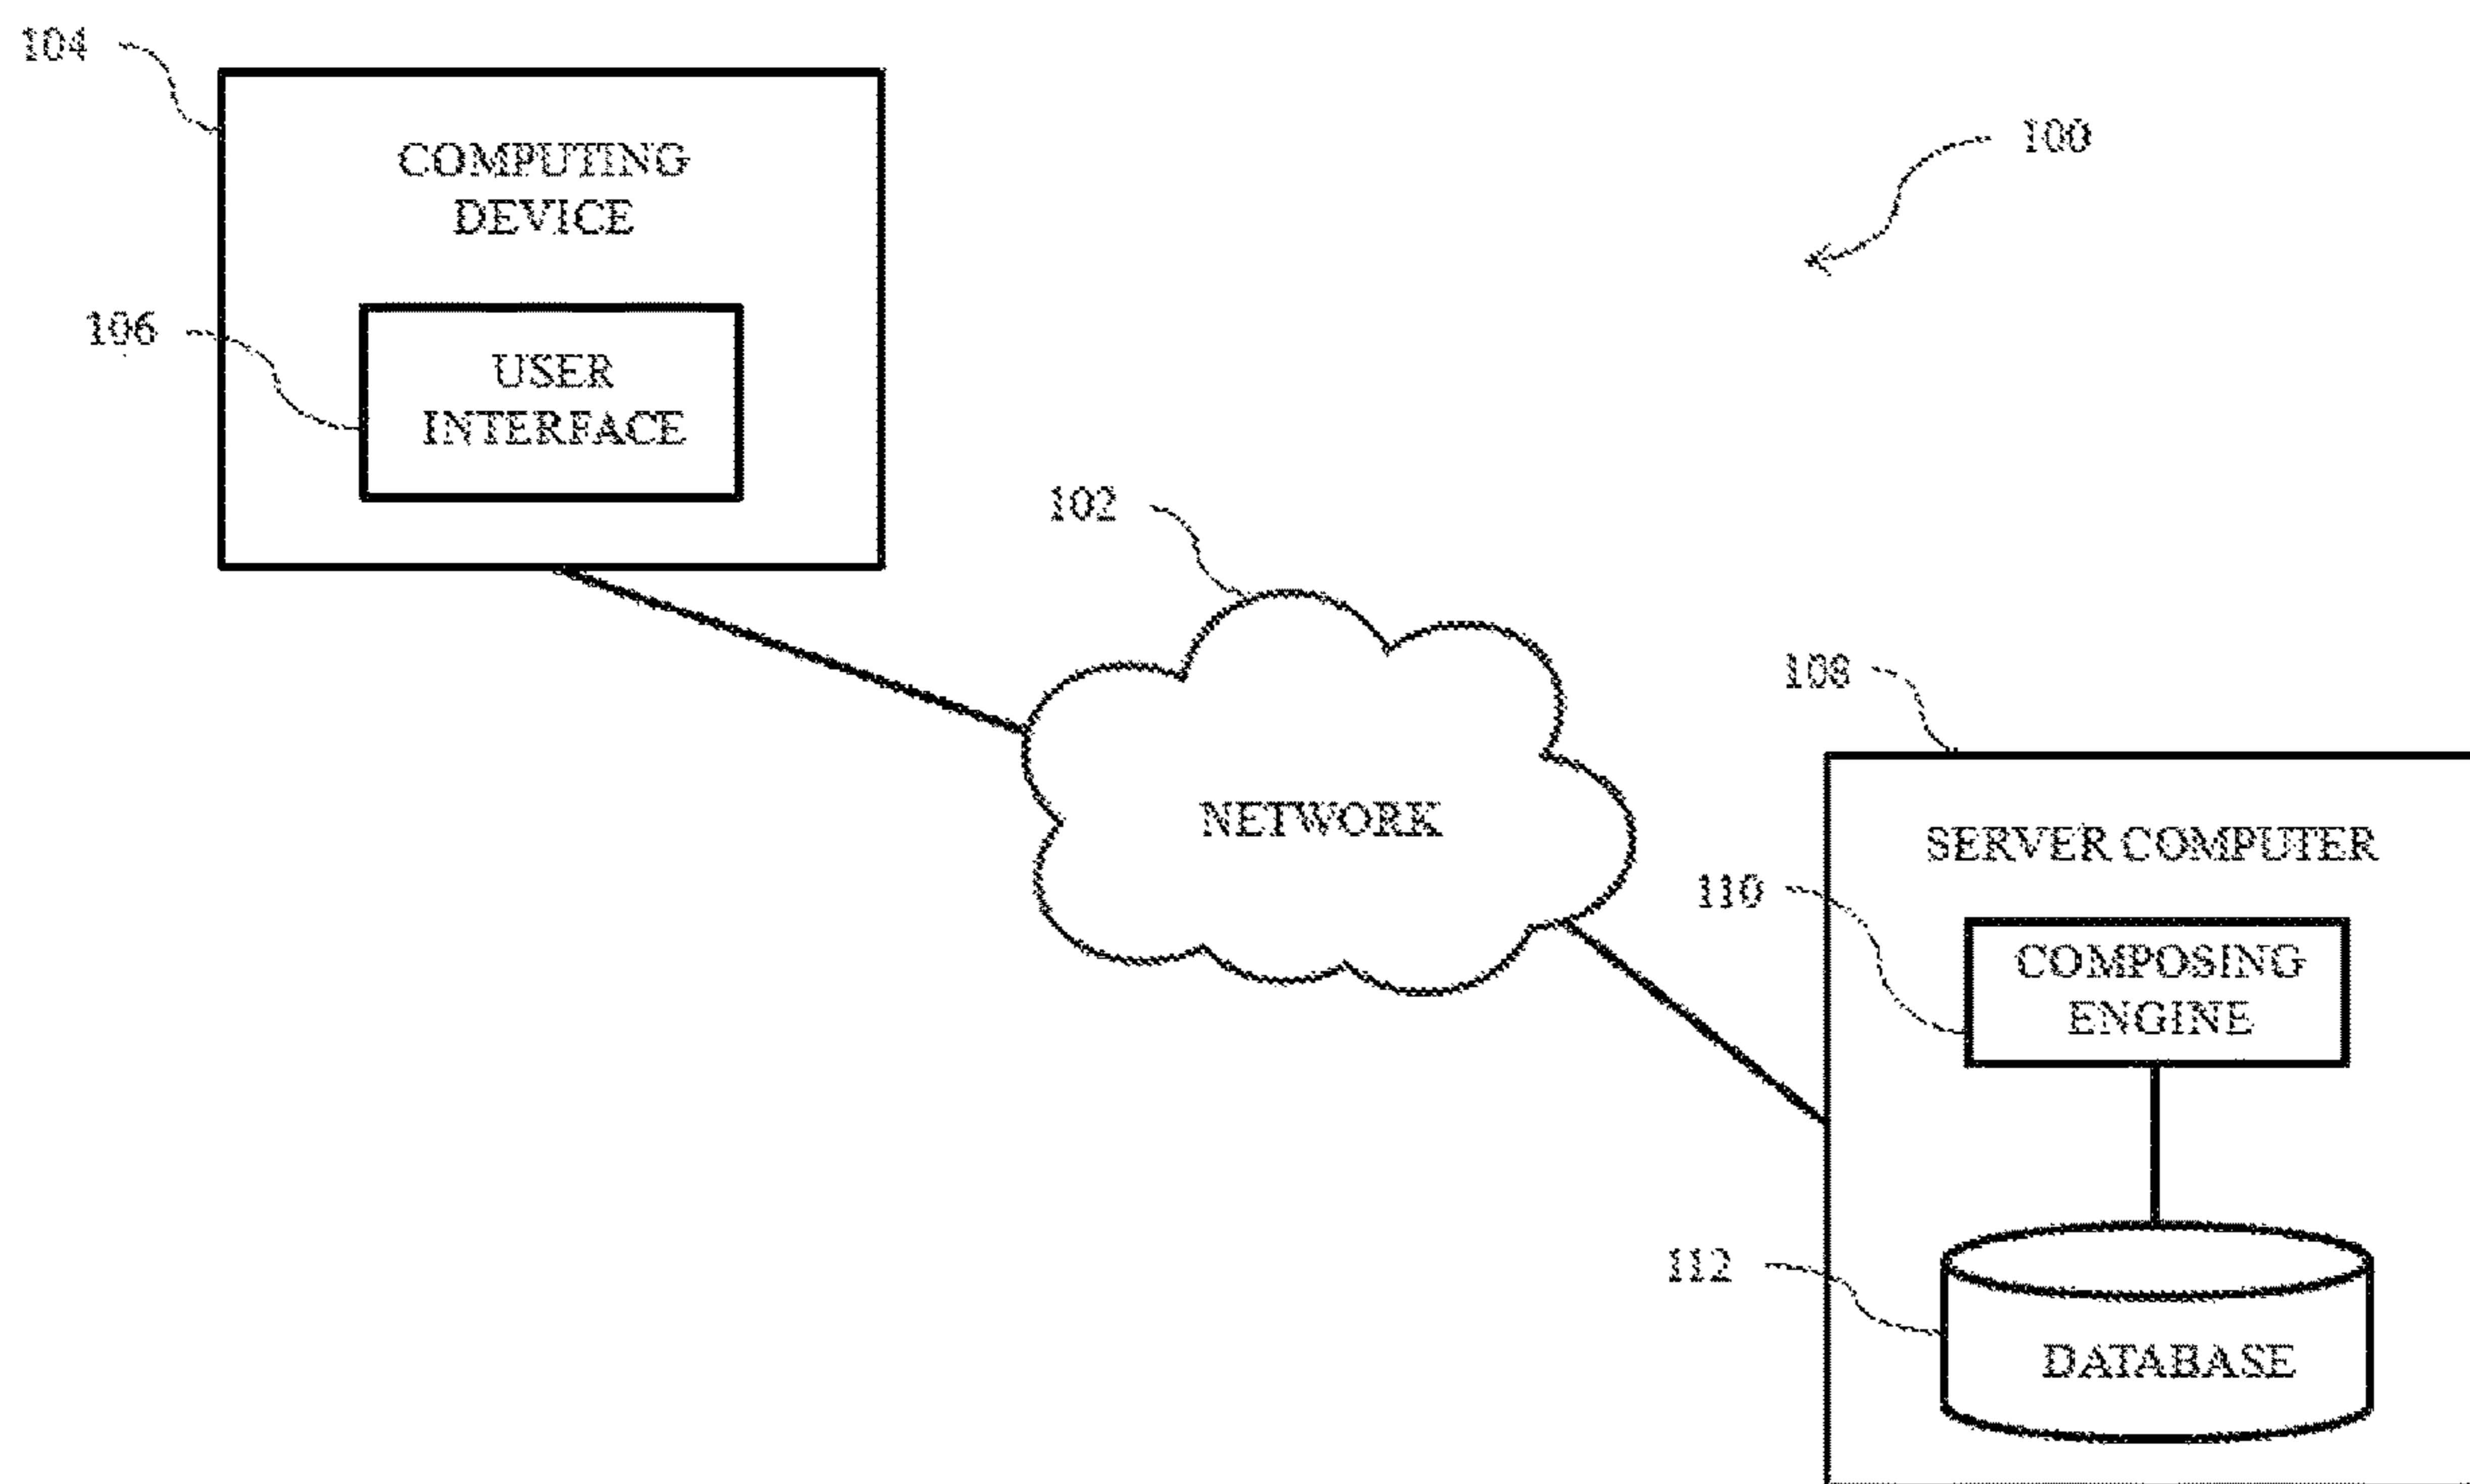 104
COMPUTING
DEVICE
100
106
USER
INTERFACE
102
108
NETWORK
SERVER COMPUTER
110
COMPOSING
ENGINE
112
DATABASE